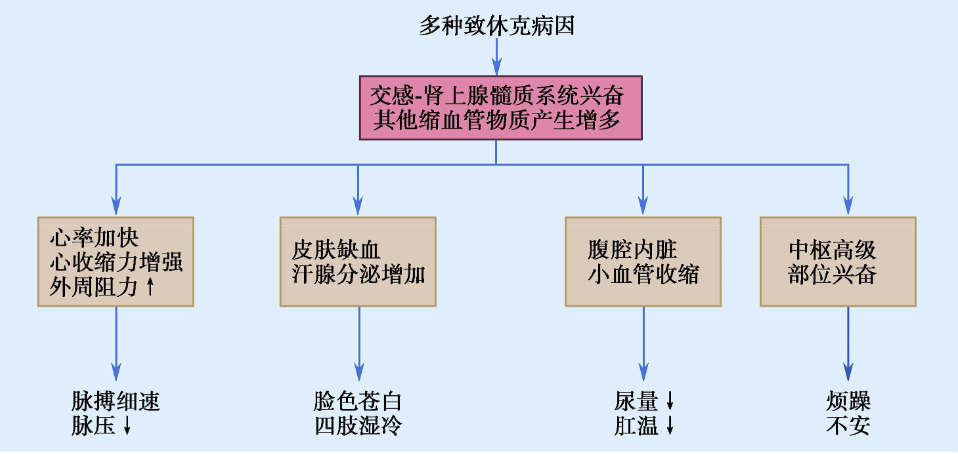 多种致休克病因
交感-肾上腺髓质系统兴奋
其他缩血管物质产生增多
心率加快
心收缩力增强
外周阻力↑
皮肤缺血
汗腺分泌增加
腹腔内脏
小血管收缩
中枢高级
部位兴奋
脉搏细速
脉压↓
脸色苍白
四肢湿冷
尿量↓
肛温↓
烦躁
不安